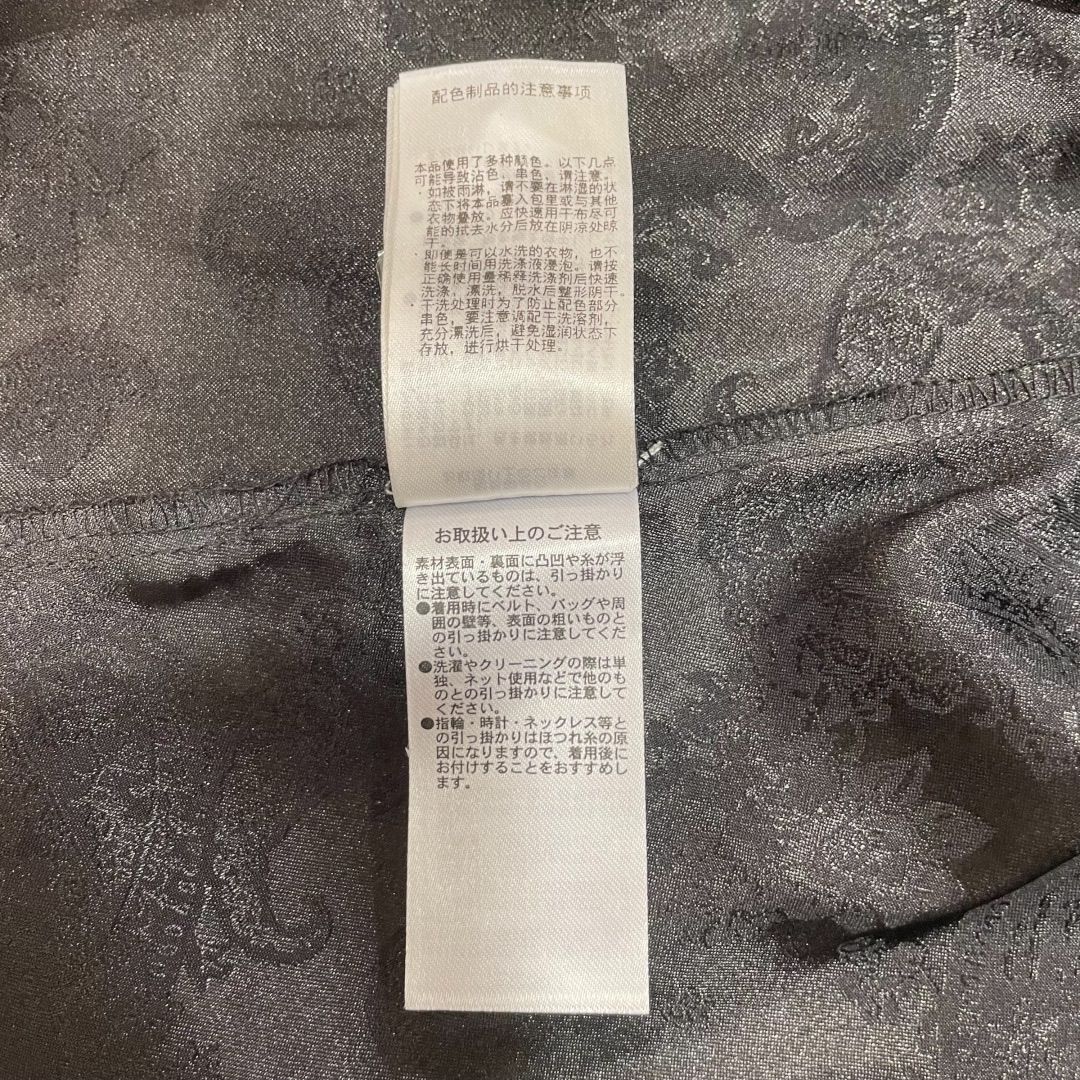 配色制品的注意事项
本品使用了多种颜色。以下几点
可能导致沾色、串色，请注意。
·如被雨淋，请不要在淋湿的状
态下将本品塞入包里或与其他
衣物叠放。应快速用干布尽可
能的拭去水分后放在阴凉处晾
干。
·即使是可以水洗的衣物，也不
能长时间用洗涤液浸泡。请按
正确使用量稀释洗涤剂后快速
洗涤，漂洗，脱水后整形阴干。
·干洗处理时为了防止配色部分
串色，要注意调配干洗溶剂，
充分漂洗后，避免湿润状态下
存放，进行烘干处理。
お取扱い上のご注意
素材表面・裏面に凸凹や糸が浮
き出ているものは、引っ掛かり
に注意してください。
●着用時にベルト、バッグや周
囲の壁等、表面の粗いものと
の引っ掛かりに注意してくだ
さい。
●洗濯やクリーニングの際は単
独、ネット使用などで他のも
のとの引っ掛かりに注意して
ください。
●指輪・時計・ネックレス等と
の引っ掛かりはほつれ糸の原
因になりますので、着用後に
お付けすることをおすすめし
ます。